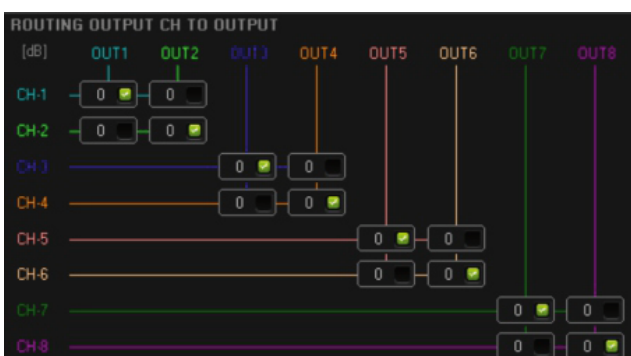 ROUTING OUTPUT CH TO OUTPUT
[dB] OUT1 OUT2 OUT3 OUT4 OUT5 OUT6 OUT7 OUT8
CH-1 0 0
CH-2 0 0
CH-3 0 0
CH-4 0 0
CH-5 0 0
CH-6 0 0
CH-7 0 0
CH-8 0 0